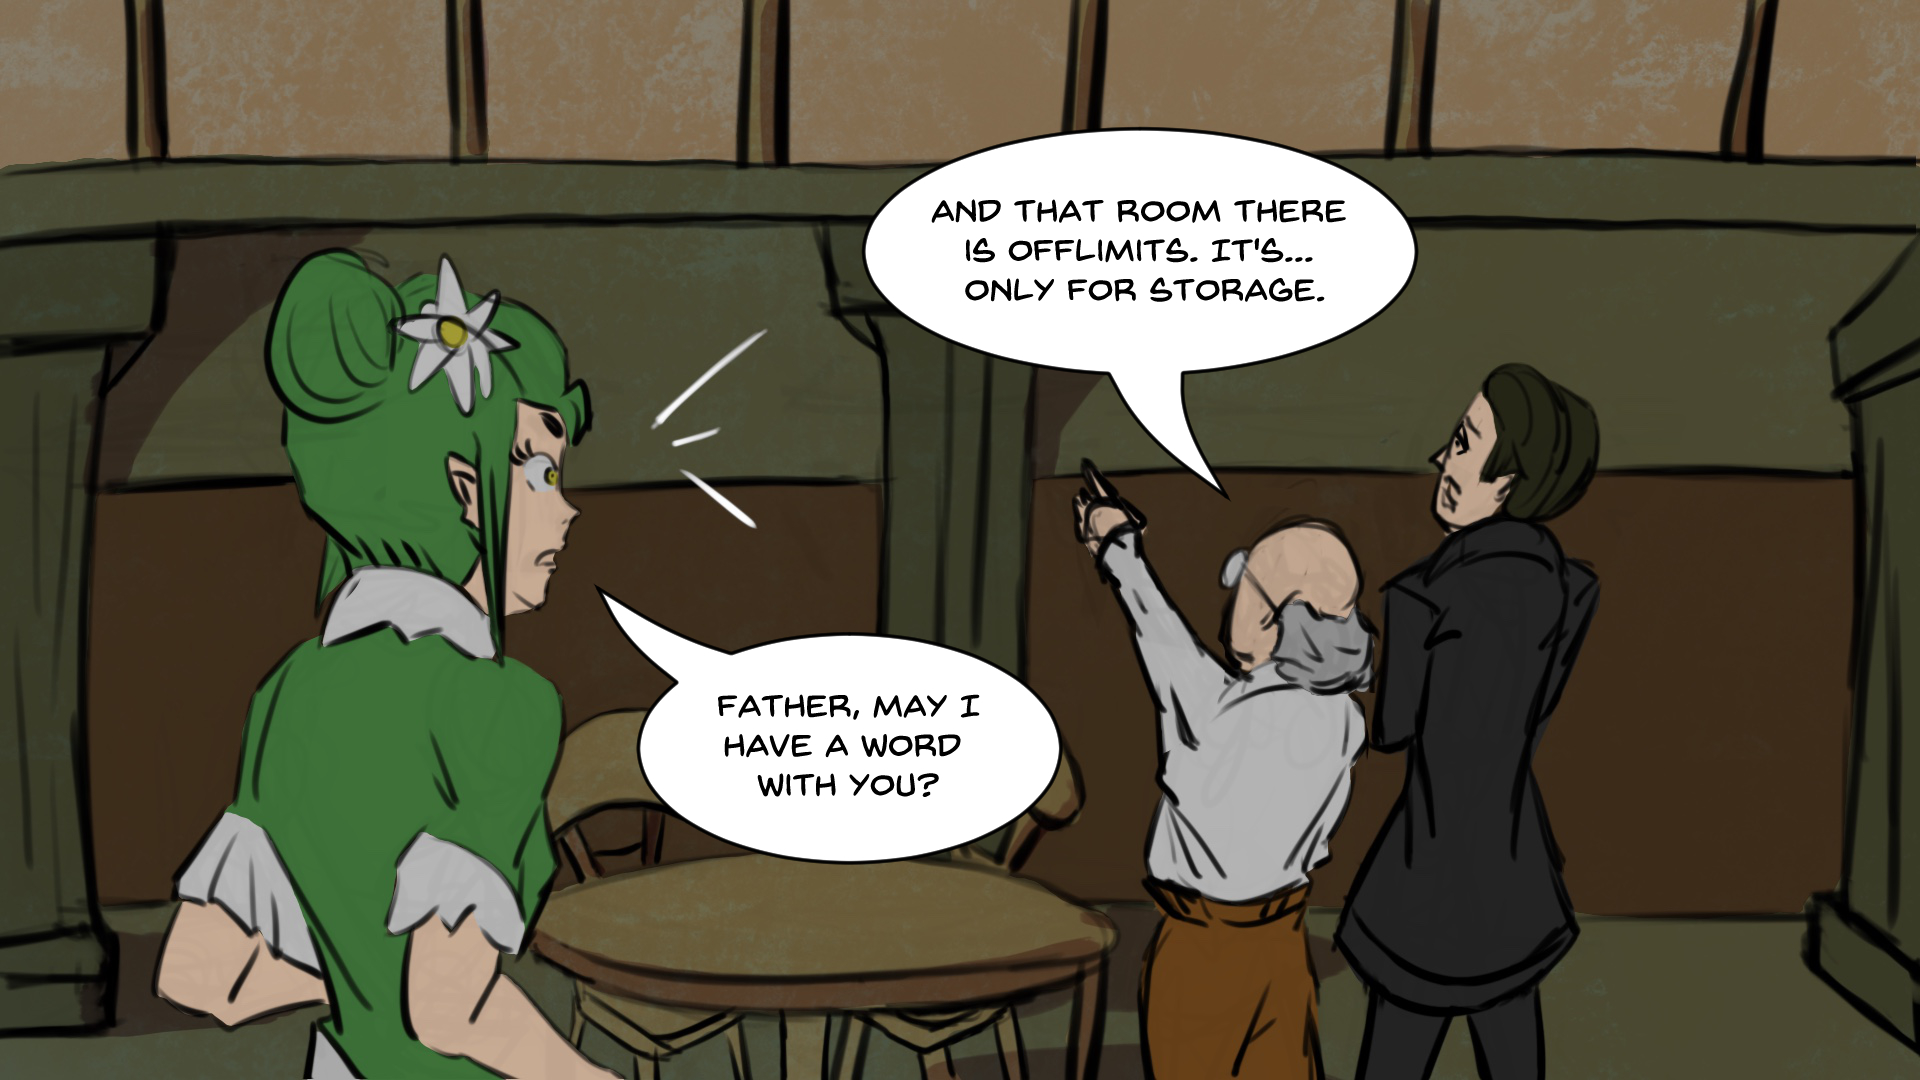 AND THAT ROOM THERE
IS OFFLIMITS. IT'S...
ONLY FOR STORAGE.
FATHER, MAY I
HAVE A WORD
WITH YOU?